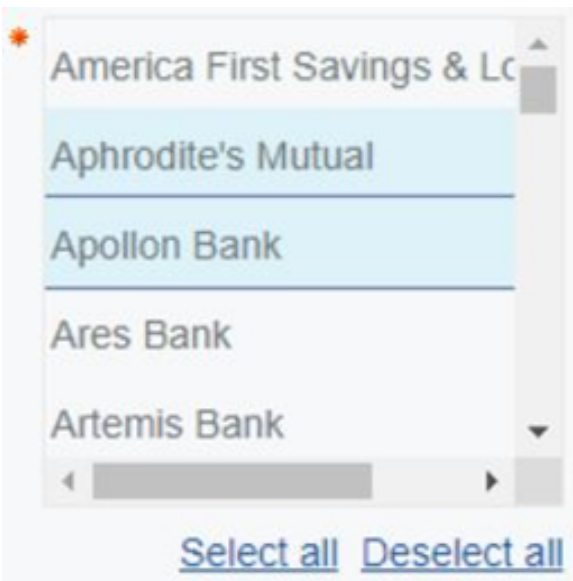 America First Savings & Lo
Aphrodite's Mutual
Apollon Bank
Ares Bank
Artemis Bank
Select all Deselect all